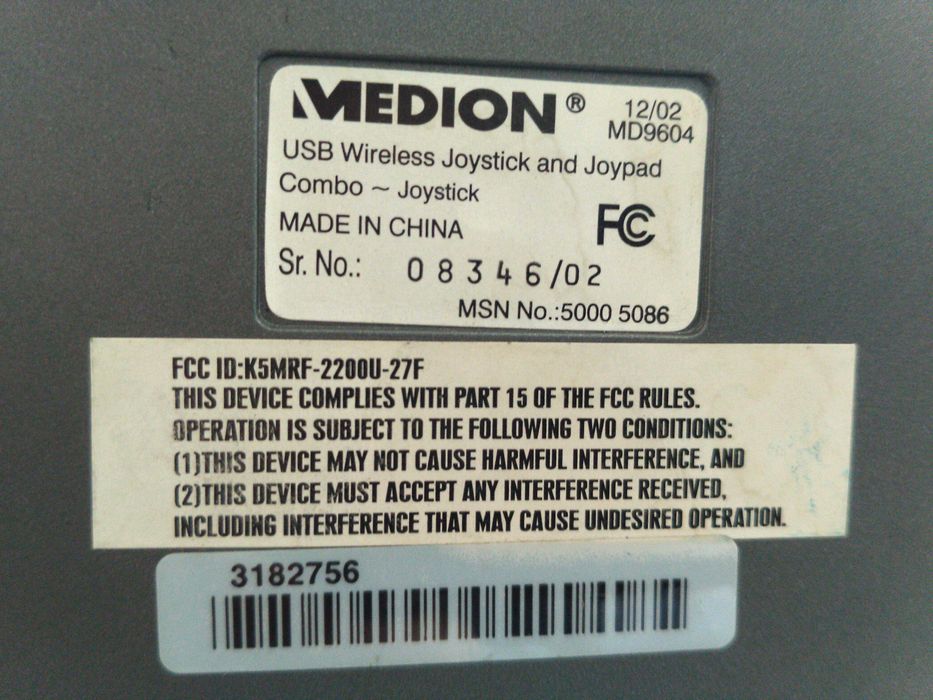 MEDION®
12/02
MD9604
USB Wireless Joystick and Joypad
Combo ~ Joystick
MADE IN CHINA
FC
Sr. No.: 08346/02
MSN No.:5000 5086
FCC ID:K5MRF-2200U-27F
THIS DEVICE COMPLIES WITH PART 15 OF THE FCC RULES.
OPERATION IS SUBJECT TO THE FOLLOWING TWO CONDITIONS:
(1)THIS DEVICE MAY NOT CAUSE HARMFUL INTERFERENCE, AND
(2)THIS DEVICE MUST ACCEPT ANY INTERFERENCE RECEIVED,
INCLUDING INTERFERENCE THAT MAY CAUSE UNDESIRED OPERATION.
3182756